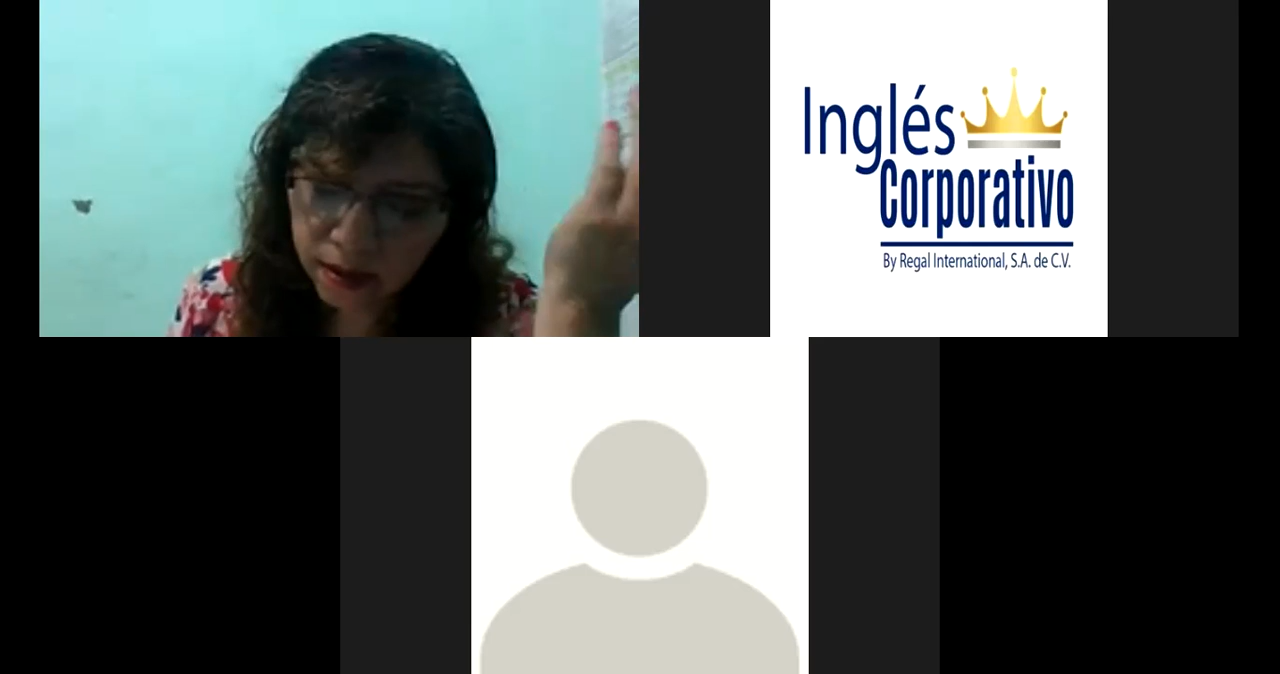 Inglés
Corporativo
By Regal International, S.A. de C.V.